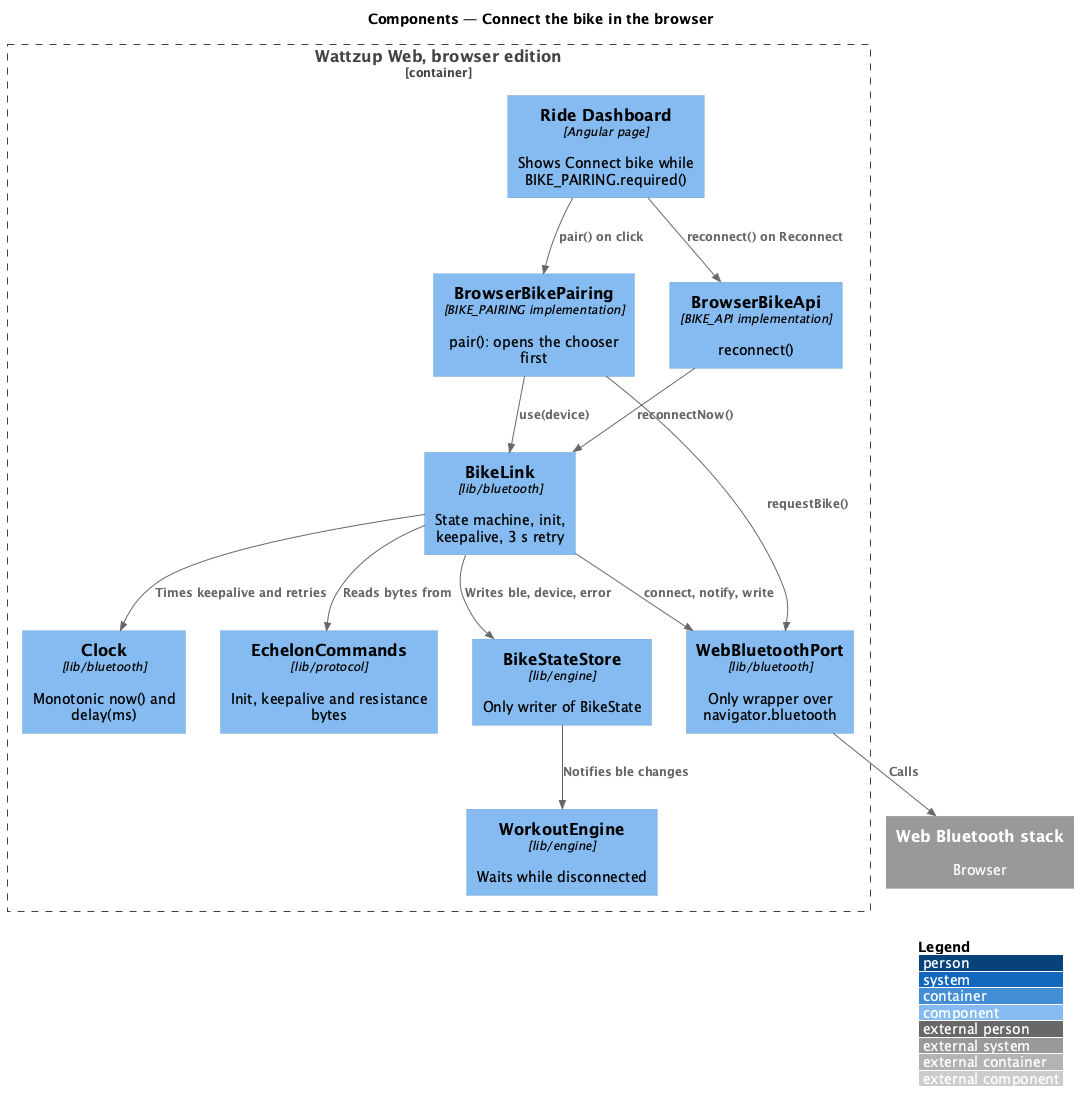 Components — Connect the bike in the browser
Wattzup Web, browser edition
[container]
Ride Dashboard
[Angular page]
Shows Connect bike while
BIKE_PAIRING.required()
pair() on click
reconnect() on Reconnect
BrowserBikePairing
[BIKE_PAIRING implementation]
pair(): opens the chooser
first
BrowserBikeApi
[BIKE_API implementation]
reconnect()
use(device)
reconnectNow()
requestBike()
BikeLink
[lib/bluetooth]
State machine, init,
keepalive, 3 s retry
Times keepalive and retries
Reads bytes from
Writes ble, device, error
connect, notify, write
Clock
[lib/bluetooth]
Monotonic now() and
delay(ms)
EchelonCommands
[lib/protocol]
Init, keepalive and resistance
bytes
BikeStateStore
[lib/engine]
Only writer of BikeState
WebBluetoothPort
[lib/bluetooth]
Only wrapper over
navigator.bluetooth
Notifies ble changes
Calls
WorkoutEngine
[lib/engine]
Waits while disconnected
Web Bluetooth stack
Browser
Legend
person
system
container
component
external person
external system
external container
external component